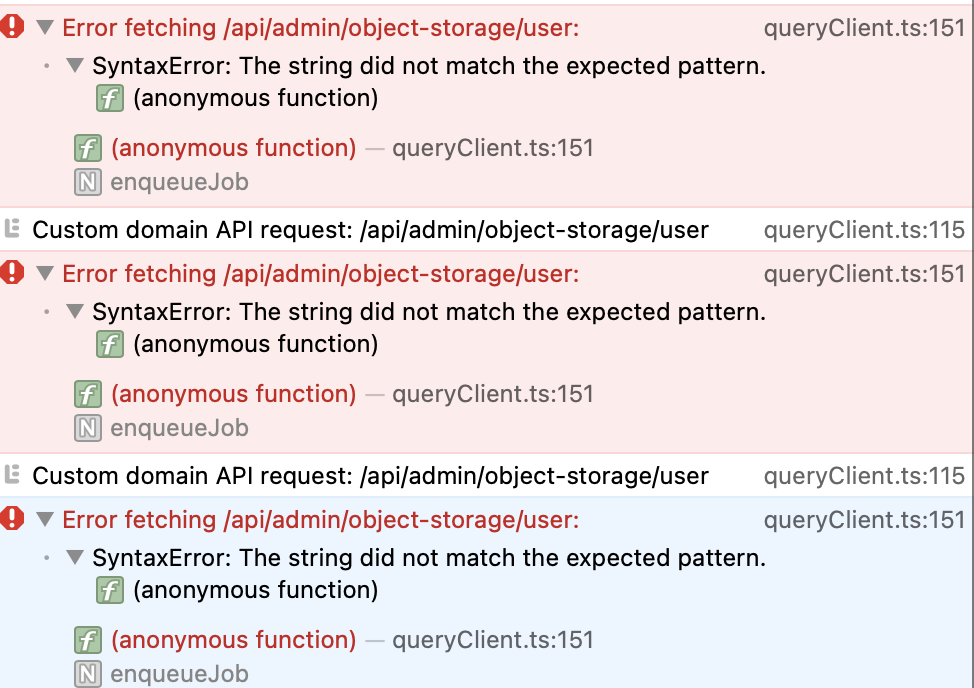 Error fetching /api/admin/object-storage/user: queryClient.ts:151
SyntaxError: The string did not match the expected pattern.
f (anonymous function)
f (anonymous function) — queryClient.ts:151
N enqueueJob
Custom domain API request: /api/admin/object-storage/user queryClient.ts:115
Error fetching /api/admin/object-storage/user: queryClient.ts:151
SyntaxError: The string did not match the expected pattern.
f (anonymous function)
f (anonymous function) — queryClient.ts:151
N enqueueJob
Custom domain API request: /api/admin/object-storage/user queryClient.ts:115
Error fetching /api/admin/object-storage/user: queryClient.ts:151
SyntaxError: The string did not match the expected pattern.
f (anonymous function)
f (anonymous function) — queryClient.ts:151
N enqueueJob